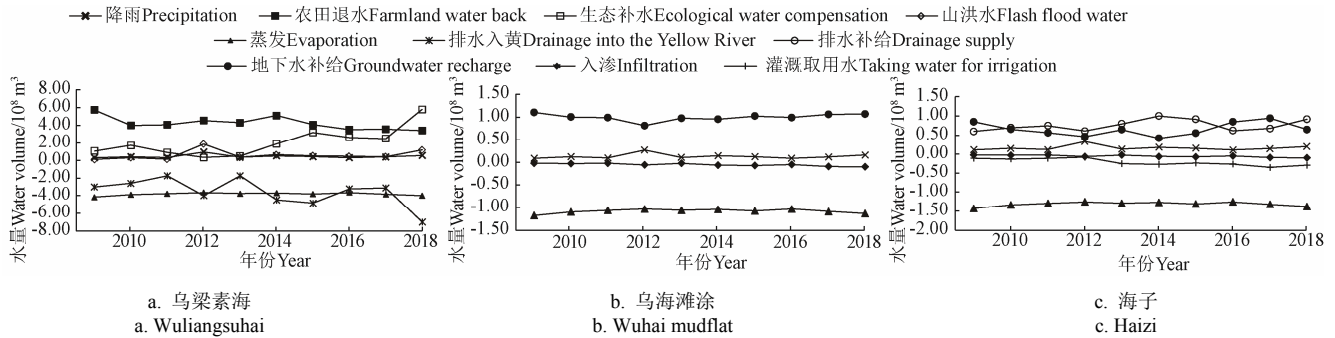 降雨Precipitation 农田退水Farmland water back 生态补水Ecological water compensation 山洪水Flash flood water
蒸发Evaporation 排水入黄Drainage into the Yellow River 排水补给Drainage supply
地下水补给Groundwater recharge 入渗Infiltration 灌溉取用水Taking water for irrigation
水量Water volume/10⁸ m³
6.00
4.00
2.00
0.00
-2.00
-4.00
-6.00
-8.00
2010 2012 2014 2016 2018
年份Year
a. 乌梁素海
a. Wuliangsuhai
水量Water volume/10⁸ m³
1.50
1.00
0.50
0.00
-0.50
-1.00
-1.50
2010 2012 2014 2016 2018
年份Year
b. 乌海滩涂
b. Wuhai mudflat
水量Water volume/10⁸ m³
1.50
1.00
0.50
0.00
-0.50
-1.00
-1.50
-2.00
2010 2012 2014 2016 2018
年份Year
c. 海子
c. Haizi